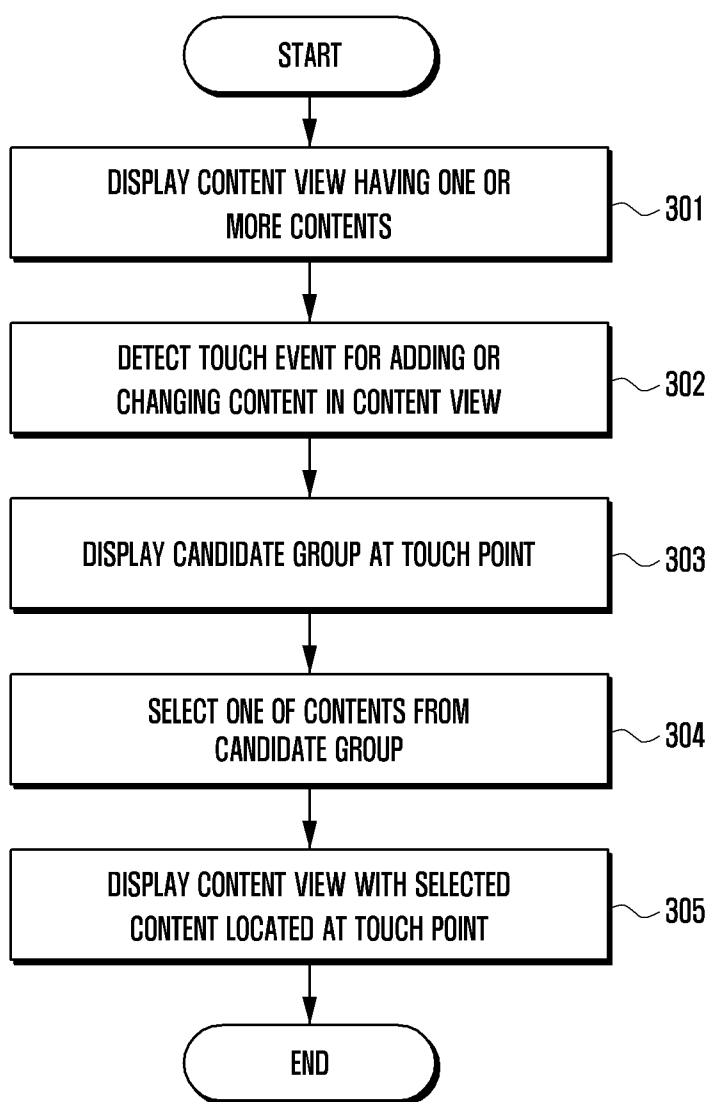 START
DISPLAY CONTENT VIEW HAVING ONE OR
MORE CONTENTS
301
DETECT TOUCH EVENT FOR ADDING OR
CHANGING CONTENT IN CONTENT VIEW
302
DISPLAY CANDIDATE GROUP AT TOUCH POINT
303
SELECT ONE OF CONTENTS FROM
CANDIDATE GROUP
304
DISPLAY CONTENT VIEW WITH SELECTED
CONTENT LOCATED AT TOUCH POINT
305
END